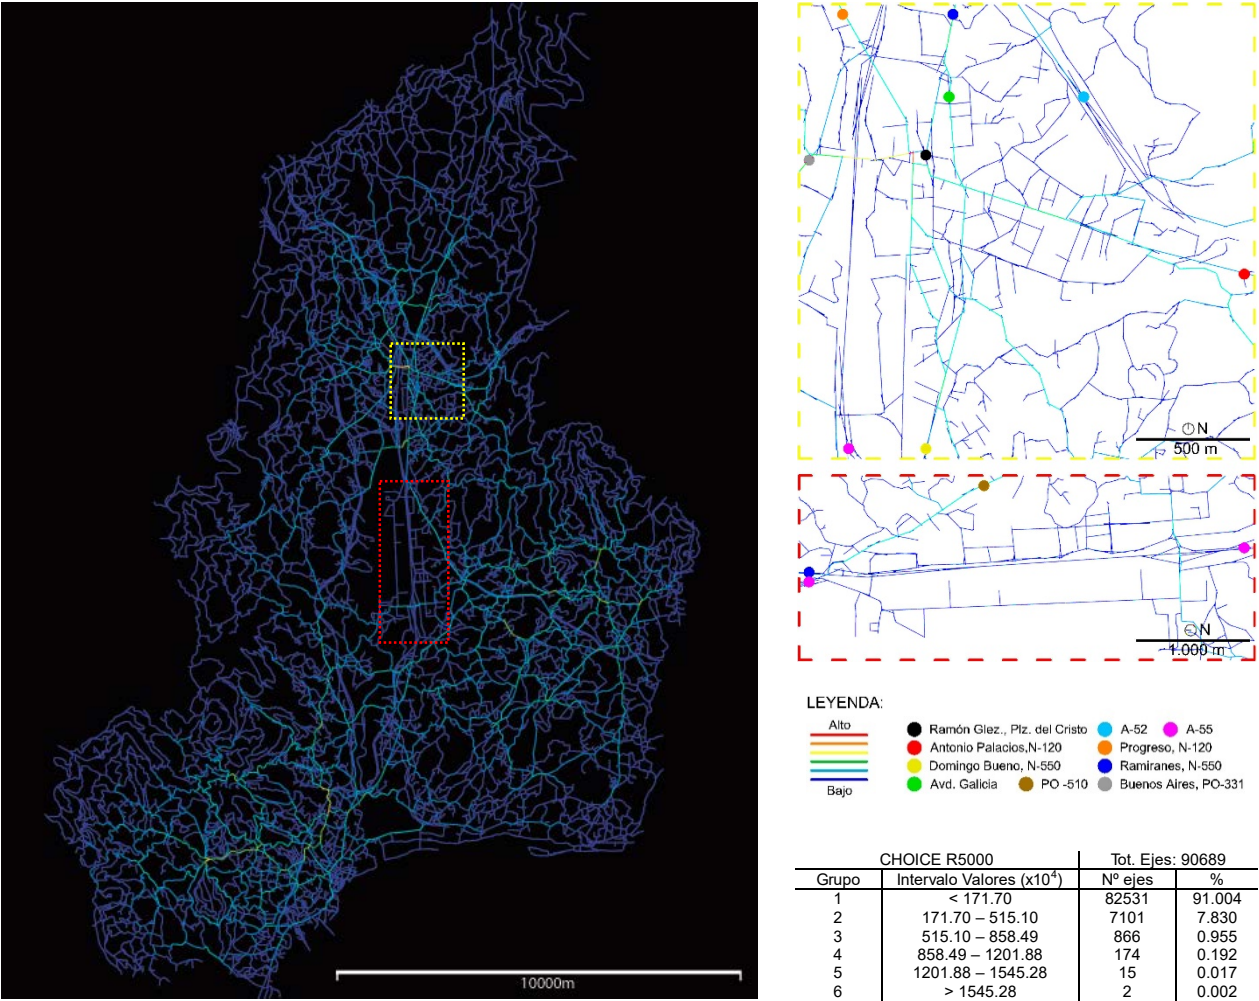 N
500 m
N
1.000 m
10000m
LEYENDA:
Alto
Bajo
Ramón Glez., Plz. del Cristo
A-52
A-55
Antonio Palacios,N-120
Progreso, N-120
Domingo Bueno, N-550
Ramiranes, N-550
Avd. Galicia
PO -510
Buenos Aires, PO-331
CHOICE R5000 Tot. Ejes: 90689
Grupo Intervalo Valores (x10⁴) Nº ejes %
1 < 171.70 82531 91.004
2 171.70 – 515.10 7101 7.830
3 515.10 – 858.49 866 0.955
4 858.49 – 1201.88 174 0.192
5 1201.88 – 1545.28 15 0.017
6 > 1545.28 2 0.002